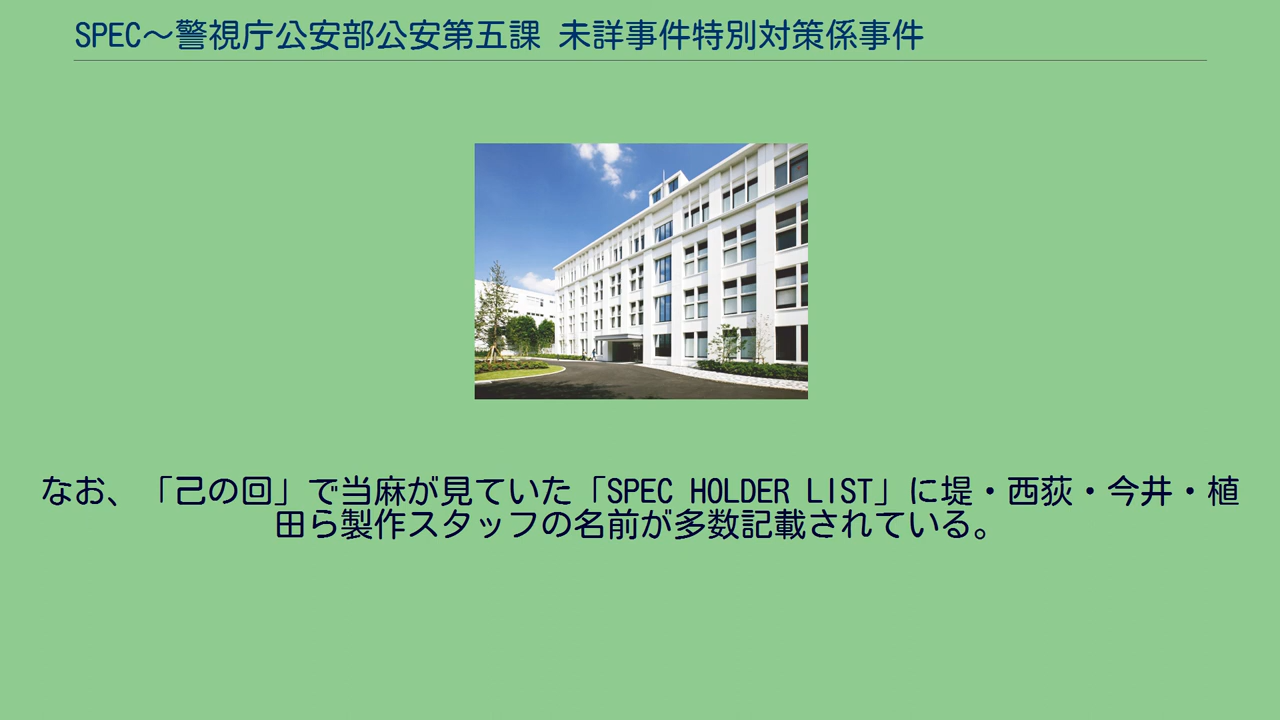 SPEC〜警視庁公安部公安第五課 未詳事件特別対策係事件
なお、「己の回」で当麻が見ていた「SPEC HOLDER LIST」に堤・西荻・今井・植
田ら製作スタッフの名前が多数記載されている。